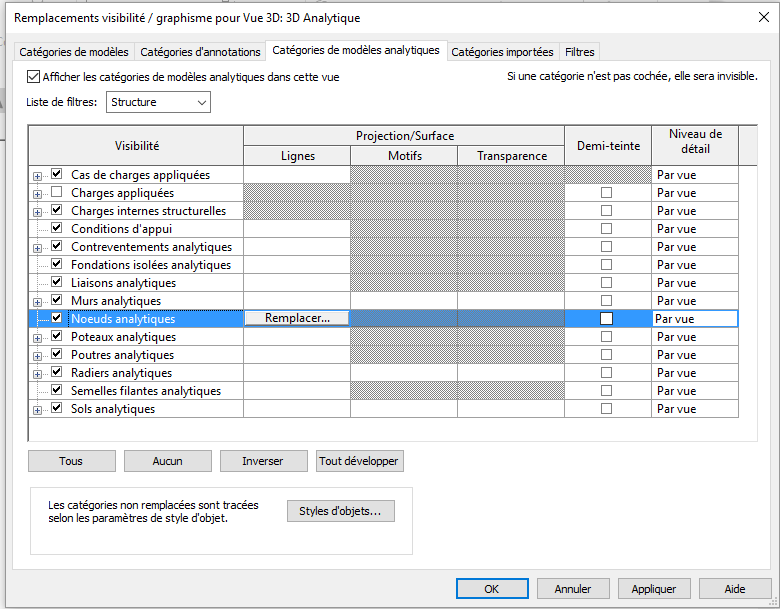 Remplacements visibilité / graphisme pour Vue 3D: 3D Analytique
Catégories de modèles
Catégories d'annotations
Catégories de modèles analytiques
Catégories importées
Filtres
Afficher les catégories de modèles analytiques dans cette vue
Si une catégorie n'est pas cochée, elle sera invisible.
Liste de filtres:
Structure
Visibilité
Projection/Surface
Demi-teinte
Niveau de
détail
Lignes
Motifs
Transparence
Cas de charges appliquées
Par vue
Charges appliquées
Par vue
Charges internes structurelles
Par vue
Conditions d'appui
Par vue
Contreventements analytiques
Par vue
Fondations isolées analytiques
Par vue
Liaisons analytiques
Par vue
Murs analytiques
Par vue
Noeuds analytiques
Remplacer...
Par vue
Poteaux analytiques
Par vue
Poutres analytiques
Par vue
Radiers analytiques
Par vue
Semelles filantes analytiques
Par vue
Sols analytiques
Par vue
Tous
Aucun
Inverser
Tout développer
Les catégories non remplacées sont tracées
selon les paramètres de style d'objet.
Styles d'objets...
OK
Annuler
Appliquer
Aide